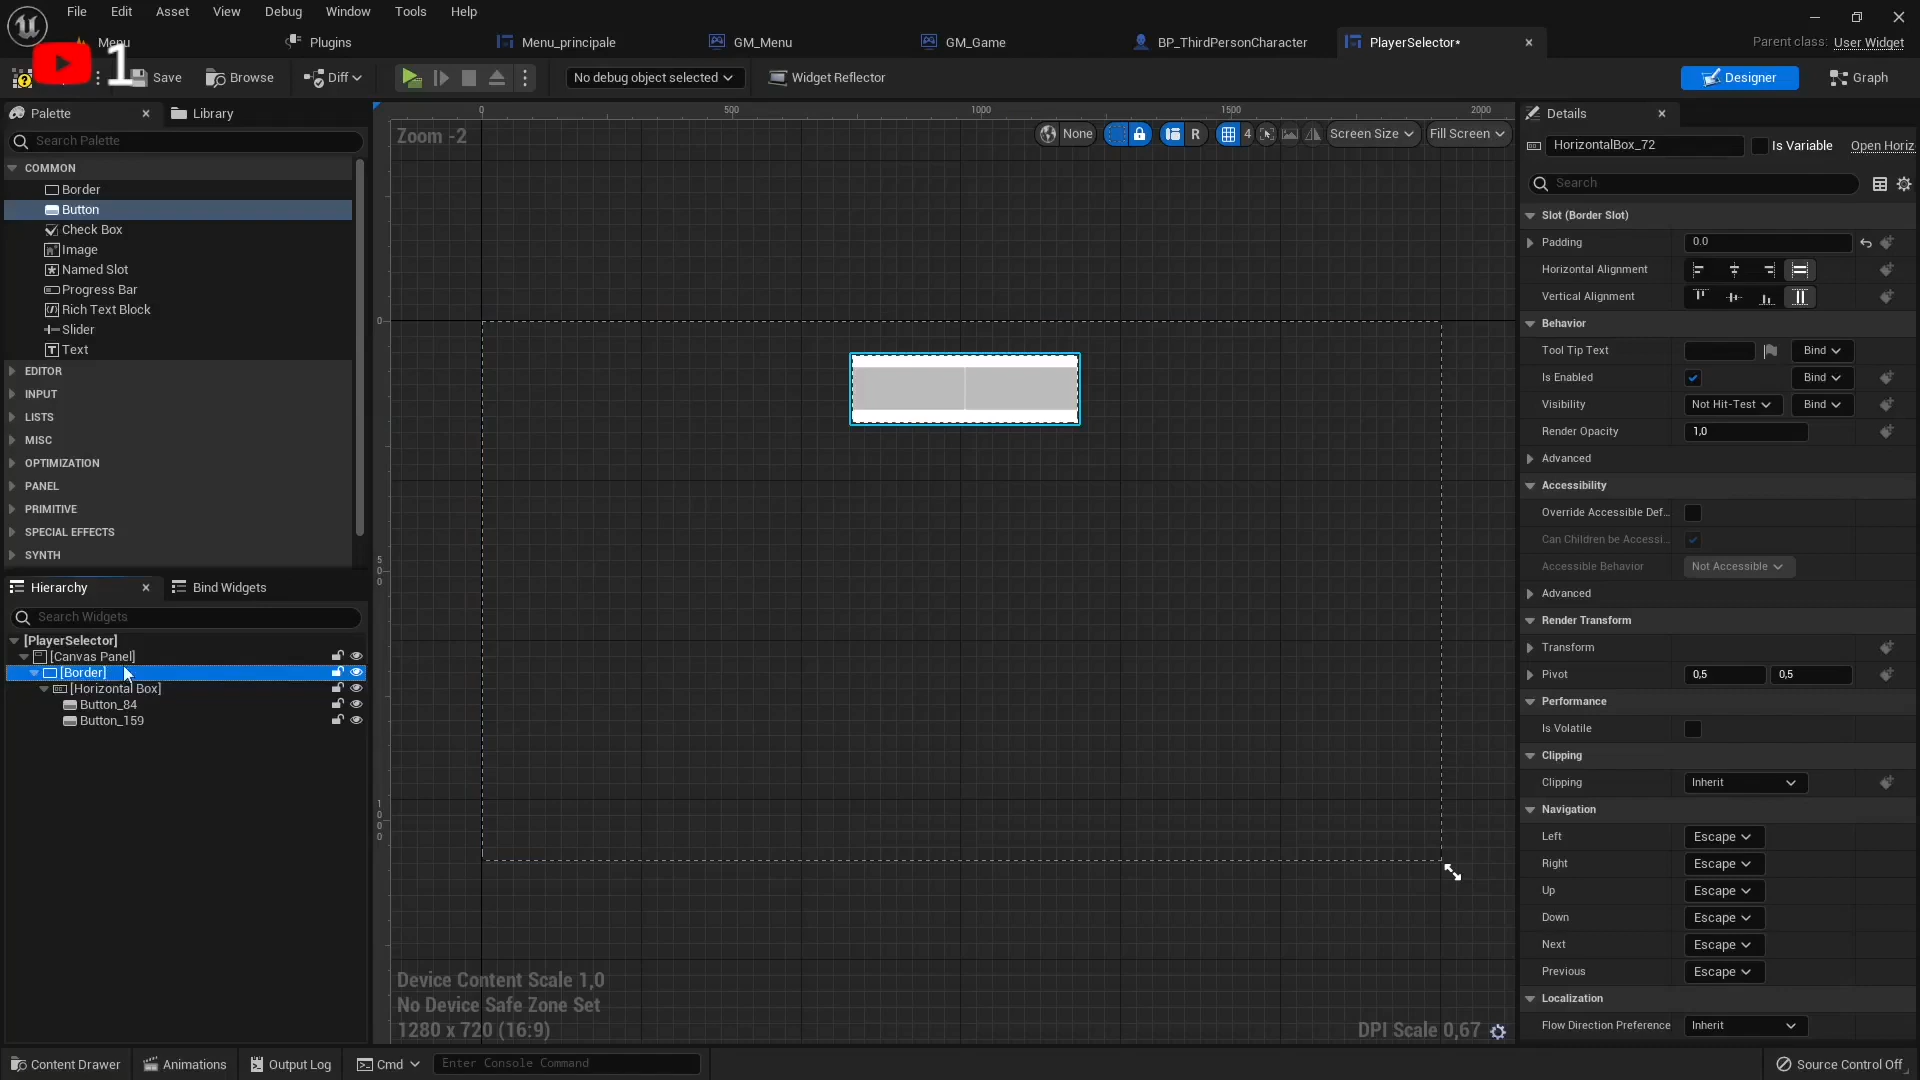 File Edit Asset View Debug Window Tools Help
Menu Plugins Menu_principale GM_Menu GM_Game BP_ThirdPersonCharacter PlayerSelector* Parent class: User Widget
1 Save Browse Diff No debug object selected Widget Reflector Designer Graph
Palette Library
Search Palette
COMMON
Border
Button
Check Box
Image
Named Slot
Progress Bar
Rich Text Block
Slider
Text
EDITOR
INPUT
LISTS
MISC
OPTIMIZATION
PANEL
PRIMITIVE
SPECIAL EFFECTS
SYNTH
Hierarchy Bind Widgets
Search Widgets
[PlayerSelector]
[Canvas Panel]
[Border]
[Horizontal Box]
Button_84
Button_159
0 500 1000 1500 2000
Zoom -2 None R 4 Screen Size Fill Screen
0
500
1000
Device Content Scale 1,0
No Device Safe Zone Set
1280 x 720 (16:9) DPI Scale 0,67
Details
HorizontalBox_72 Is Variable Open Horiz
Search
Slot (Border Slot)
Padding 0.0
Horizontal Alignment
Vertical Alignment
Behavior
Tool Tip Text Bind
Is Enabled Bind
Visibility Not Hit-Test Bind
Render Opacity 1,0
Advanced
Accessibility
Override Accessible Def...
Can Children be Accessi...
Accessible Behavior Not Accessible
Advanced
Render Transform
Transform
Pivot 0,5 0,5
Performance
Is Volatile
Clipping
Clipping Inherit
Navigation
Left Escape
Right Escape
Up Escape
Down Escape
Next Escape
Previous Escape
Localization
Flow Direction Preference Inherit
Content Drawer Animations Output Log Cmd Enter Console Command Source Control Off